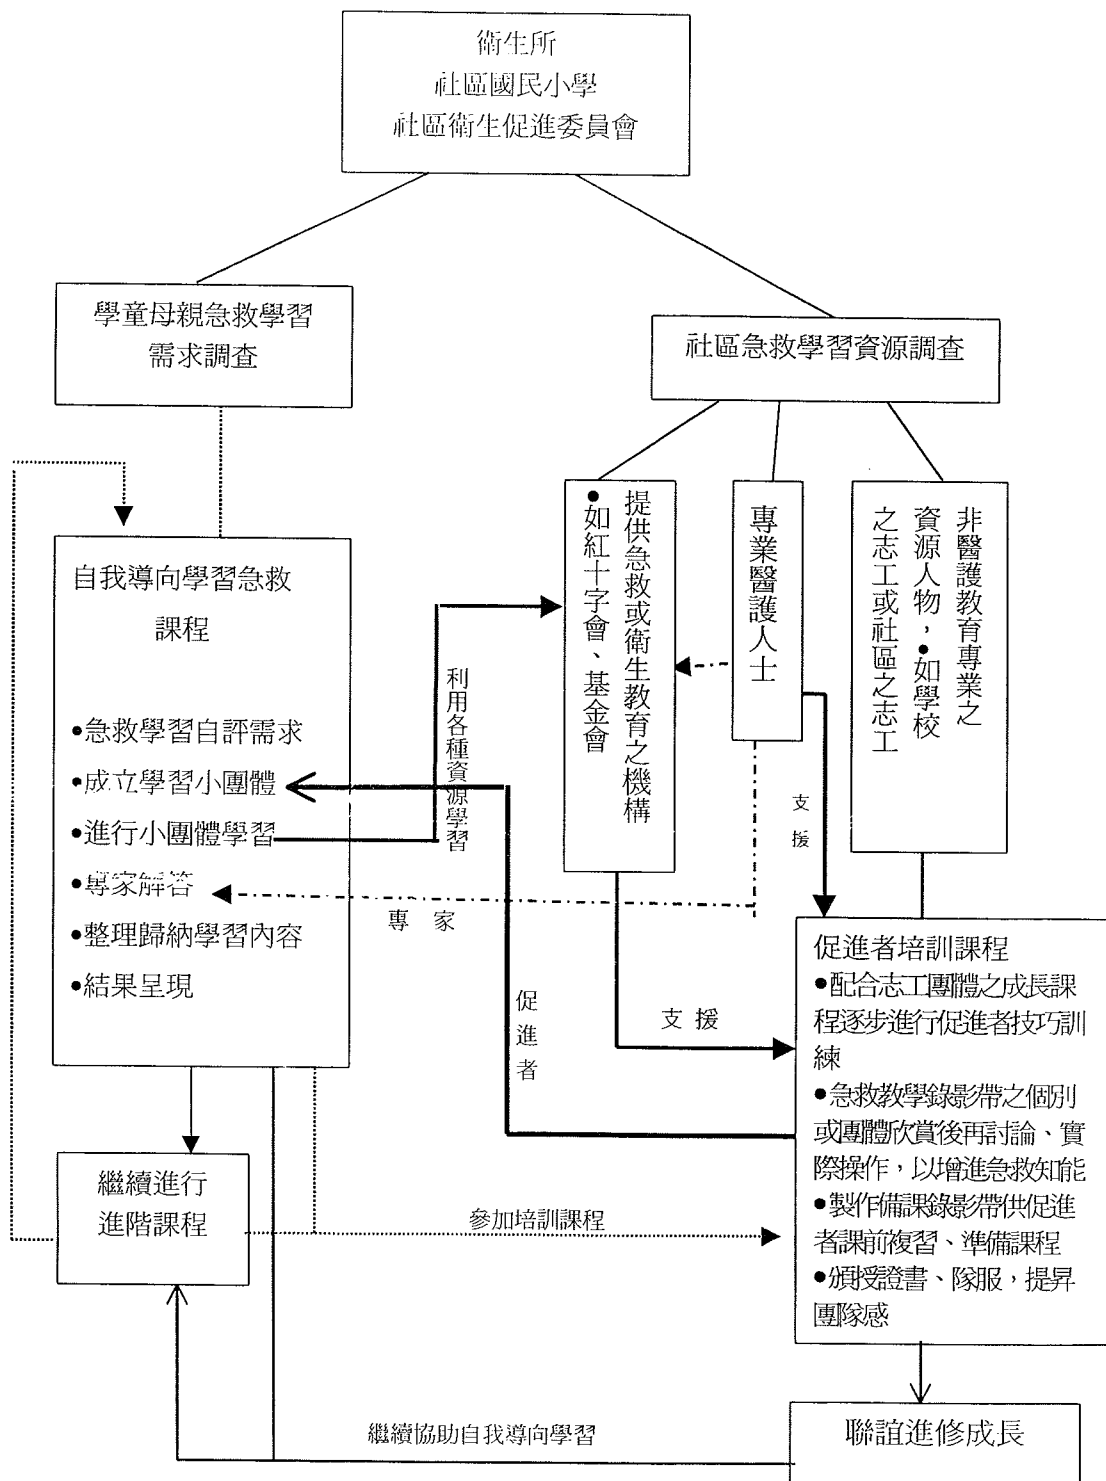 衛生所
社區國民小學
社區衛生促進委員會
學童母親急救學習
需求調查
社區急救學習資源調查
提供急救或衛生教育之機構
●如紅十字會、基金會
專業醫護人士
非醫護教育專業之
資源人物，●如學校
之志工或社區之志工
自我導向學習急救
課程
●急救學習自評需求
●成立學習小團體
●進行小團體學習
●專家解答
●整理歸納學習內容
●結果呈現
利用各種資源學習
支援
專 家
促進者
支 援
促進者培訓課程
●配合志工團體之成長課
程逐步進行促進者技巧訓
練
●急救教學錄影帶之個別
或團體欣賞後再討論、實
際操作，以增進急救知能
●製作備課錄影帶供促進
者課前複習、準備課程
●頒授證書、隊服，提昇
團隊感
繼續進行
進階課程
參加培訓課程
繼續協助自我導向學習
聯誼進修成長